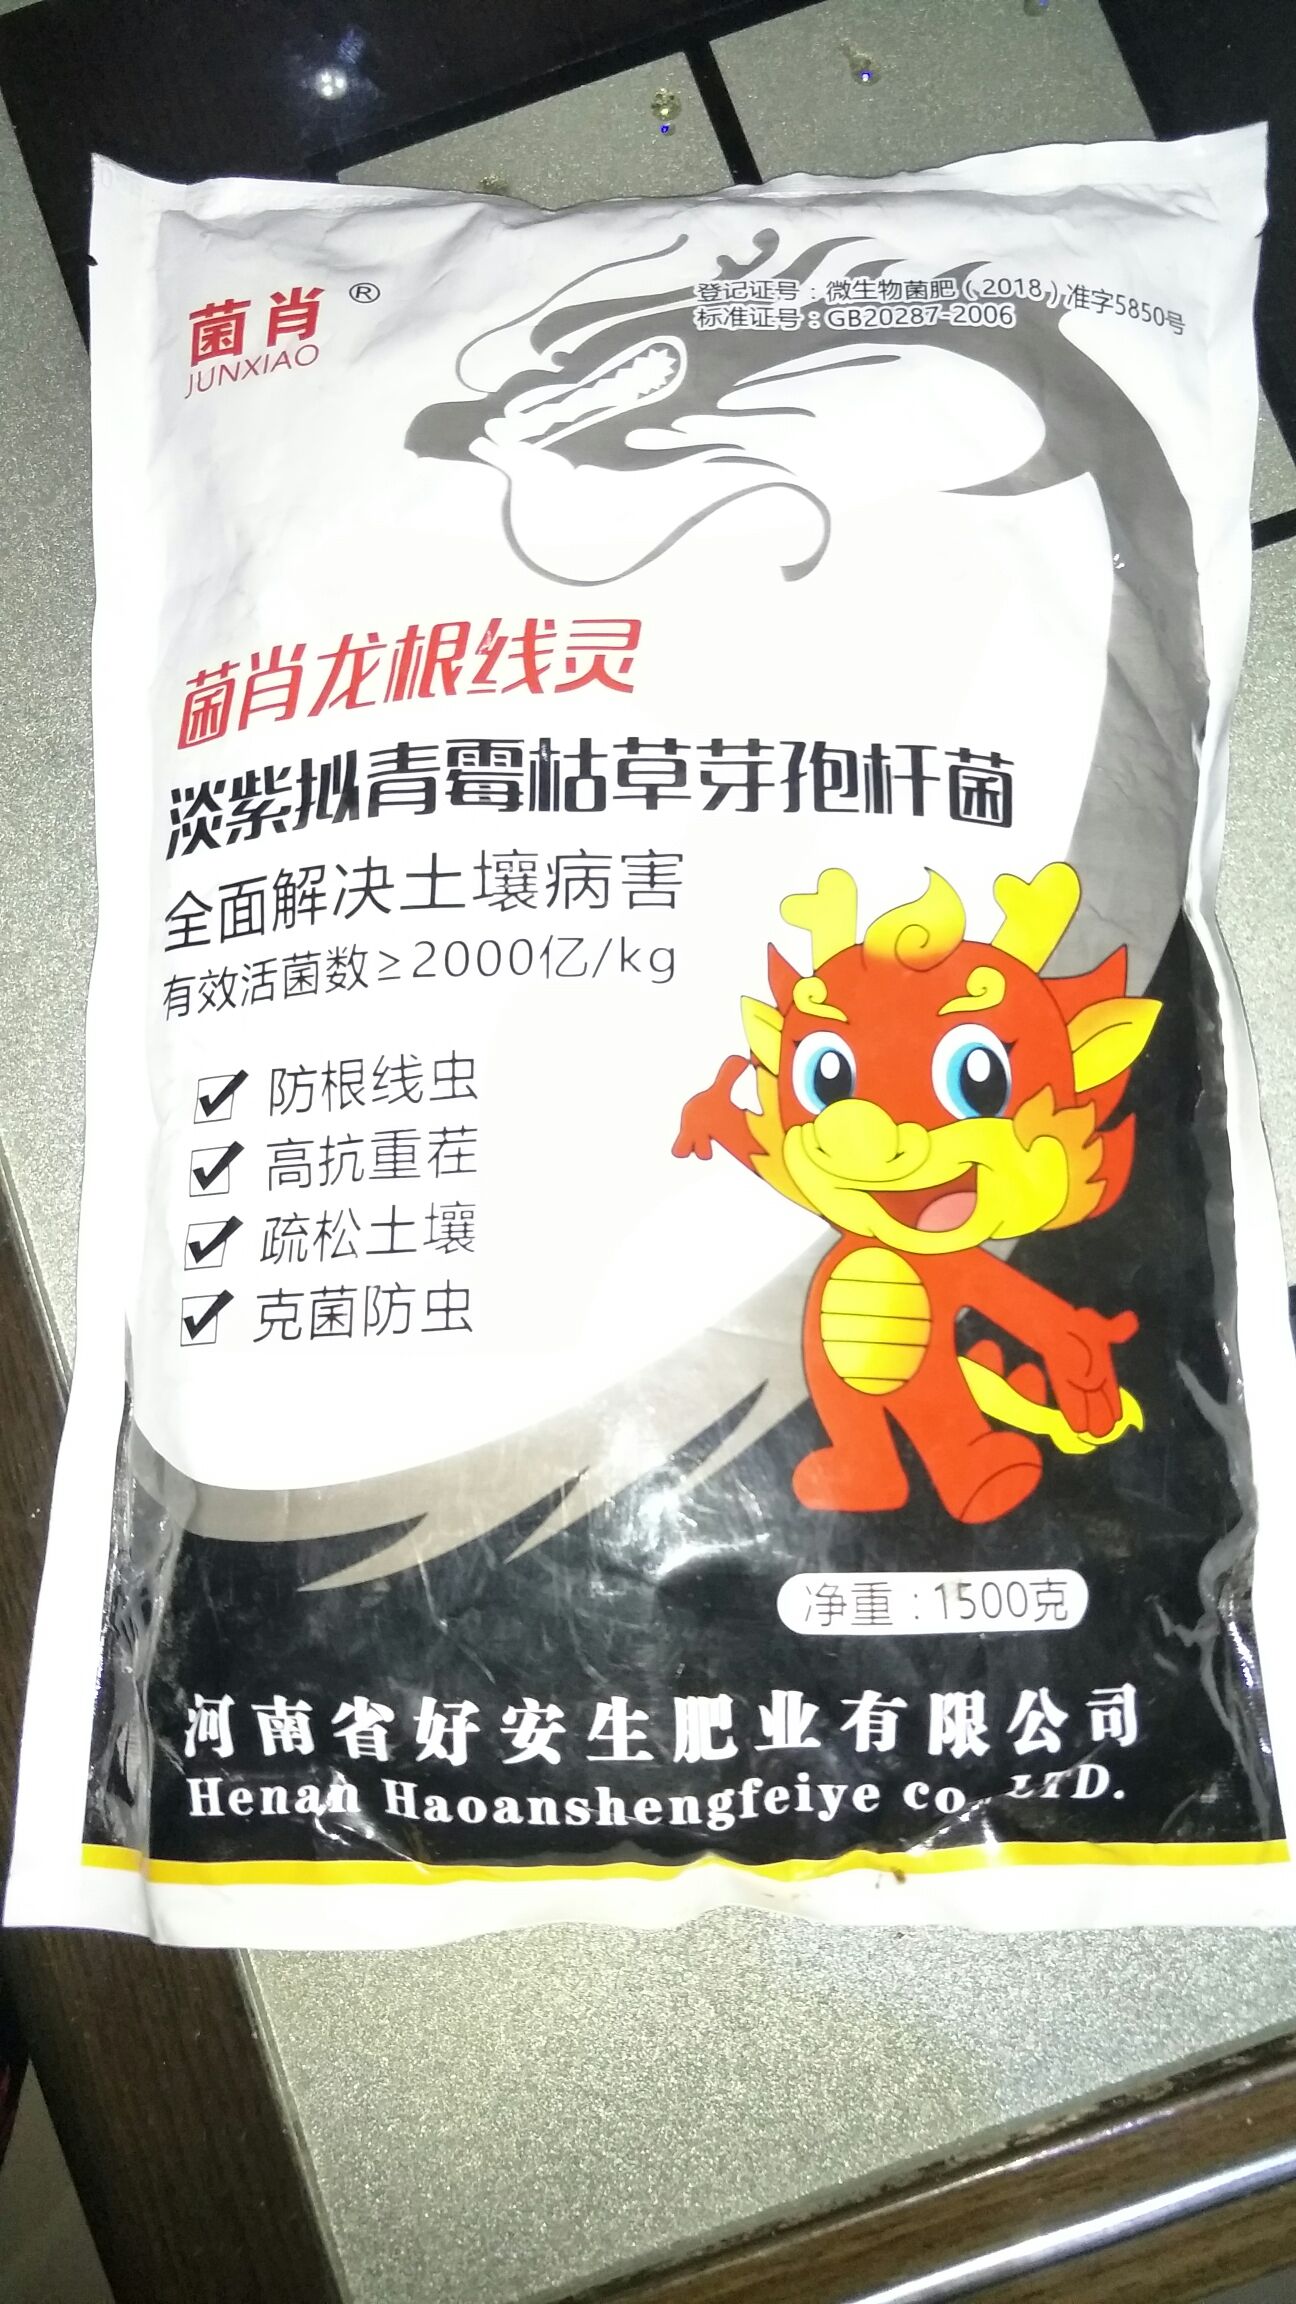 菌肖®
JUNXIAO
登记证号：微生物菌肥（2018）准字5850号
标准证号：GB20287-2006
菌肖龙根线灵
淡紫拟青霉枯草芽孢杆菌
全面解决土壤病害
有效活菌数≥2000亿/kg
防根线虫
高抗重茬
疏松土壤
克菌防虫
净重：1500克
河南省好安生肥业有限公司
Henan Haoanshengfeiye co. LTD.